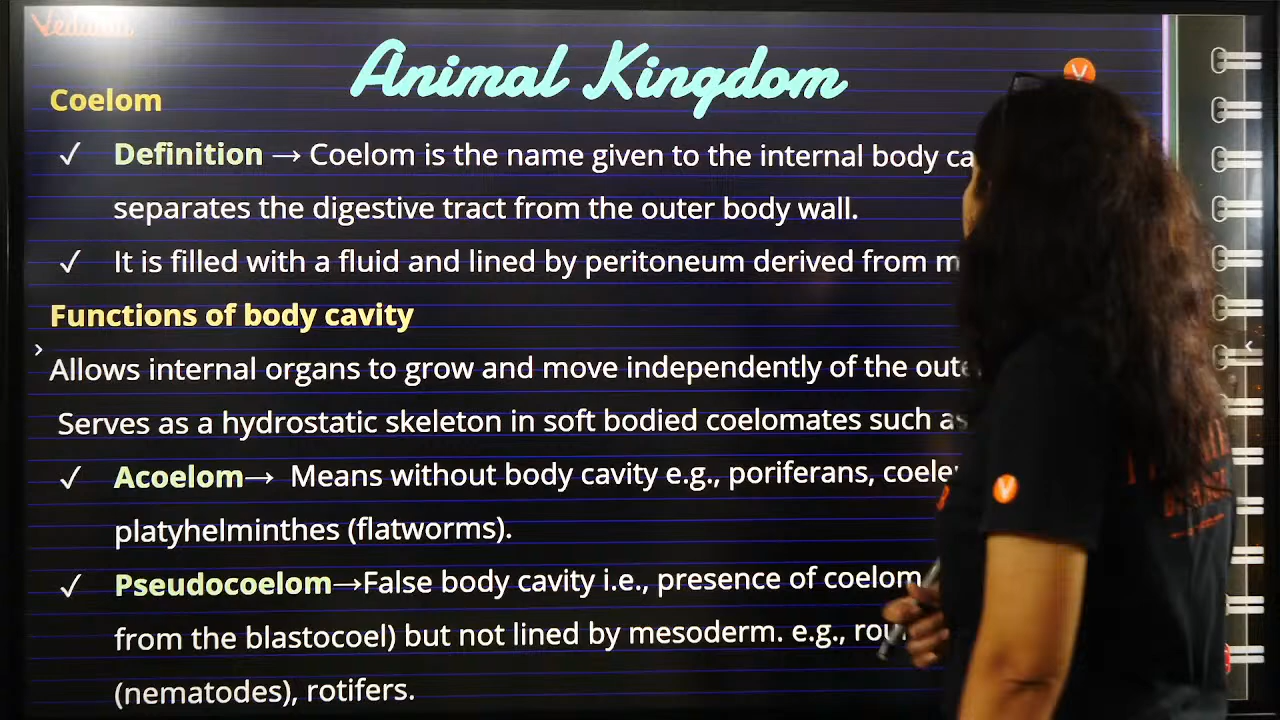 Vedantu
Animal Kingdom
Coelom
✓ Definition → Coelom is the name given to the internal body ca
separates the digestive tract from the outer body wall.
✓ It is filled with a fluid and lined by peritoneum derived from m
Functions of body cavity
Allows internal organs to grow and move independently of the oute
Serves as a hydrostatic skeleton in soft bodied coelomates such as
✓ Acoelom→ Means without body cavity e.g., poriferans, coele
platyhelminthes (flatworms).
✓ Pseudocoelom→False body cavity i.e., presence of coelom
from the blastocoel) but not lined by mesoderm. e.g., rou
(nematodes), rotifers.